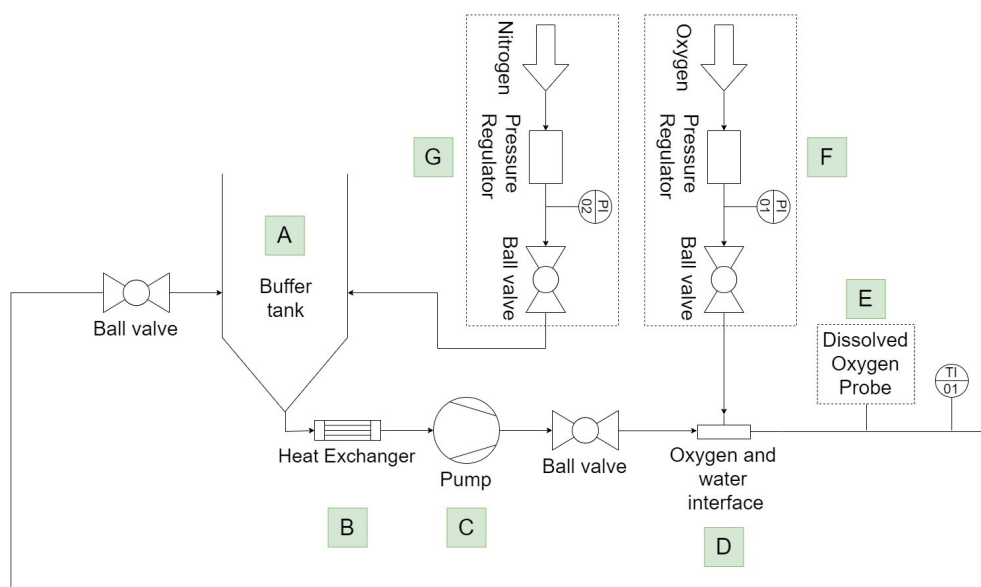 Nitrogen
Oxygen
Pressure
Regulator
Pressure
Regulator
G
F
PI
02
PI
01
A
Ball valve
Ball valve
Buffer
tank
Ball valve
E
Dissolved
Oxygen
Probe
TI
01
Heat Exchanger
Pump
Ball valve
Oxygen and
water
interface
B
C
D